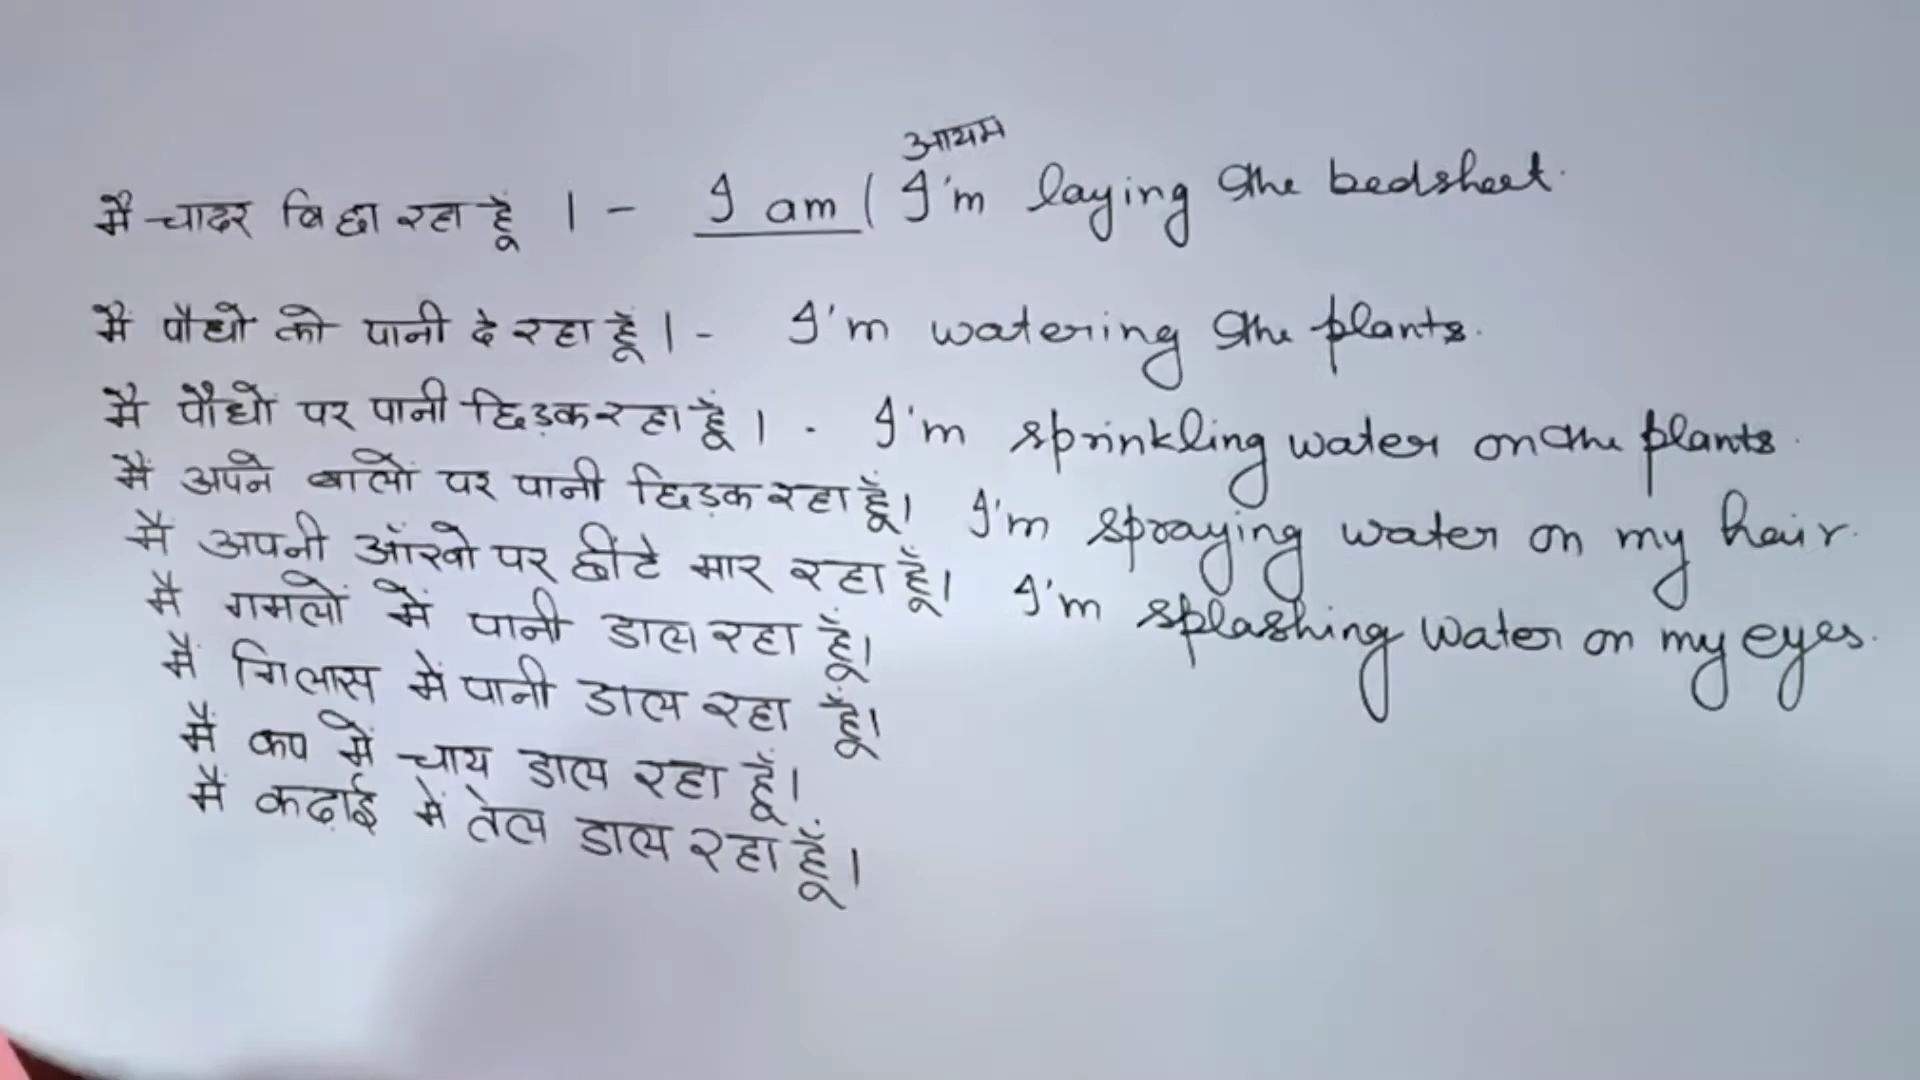 आयम
मैं चादर बिछा रहा हूँ । - I am / I'm laying the bedsheet.
मैं पौधो को पानी दे रहा हूँ । - I'm watering the plants.
मैं पौधों पर पानी छिड़क रहा हूँ । - I'm sprinkling water on the plants.
मैं अपने बालों पर पानी छिड़क रहा हूँ। I'm spraying water on my hair.
मैं अपनी आँखो पर छींटे मार रहा हूँ। I'm splashing water on my eyes.
मैं गमलों में पानी डाल रहा हूँ।
मैं गिलास में पानी डाल रहा हूँ।
मैं कप में चाय डाल रहा हूँ।
मैं कढ़ाई में तेल डाल रहा हूँ ।